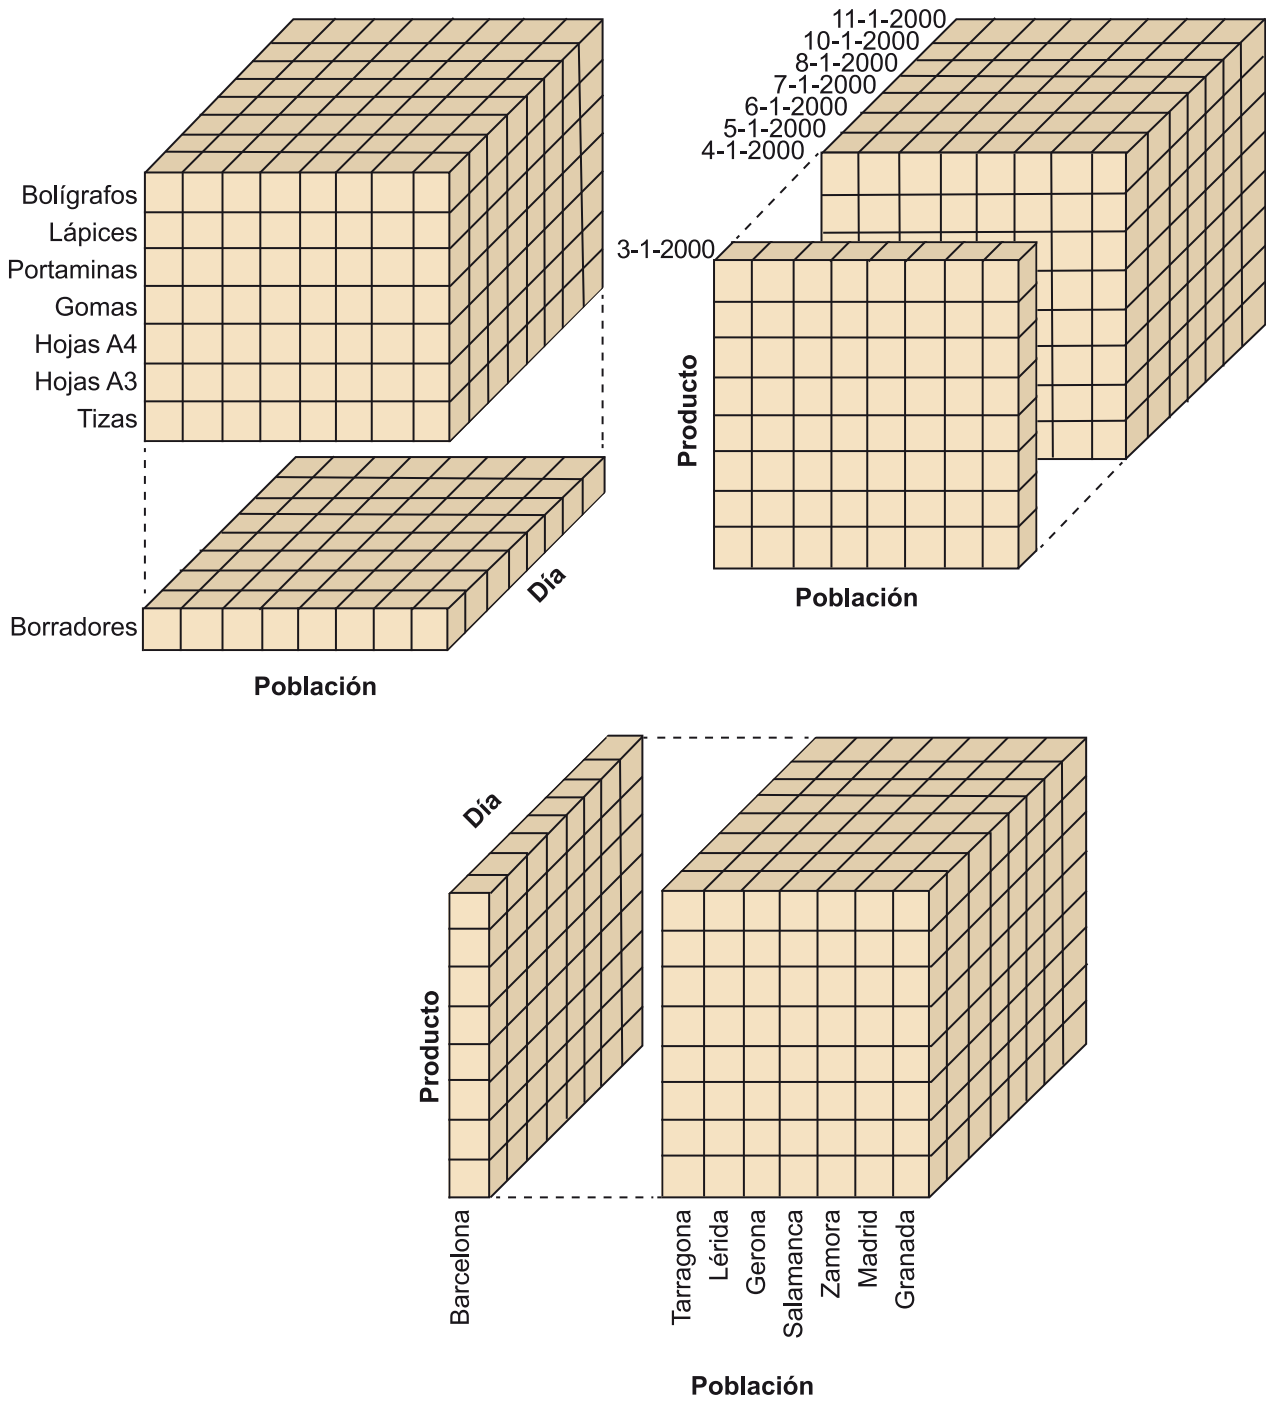 Bolígrafos
Lápices
Portaminas
Gomas
Hojas A4
Hojas A3
Tizas
Borradores
Día
Población
11-1-2000
10-1-2000
8-1-2000
7-1-2000
6-1-2000
5-1-2000
4-1-2000
3-1-2000
Producto
Población
Día
Producto
Barcelona
Tarragona
Lérida
Gerona
Salamanca
Zamora
Madrid
Granada
Población